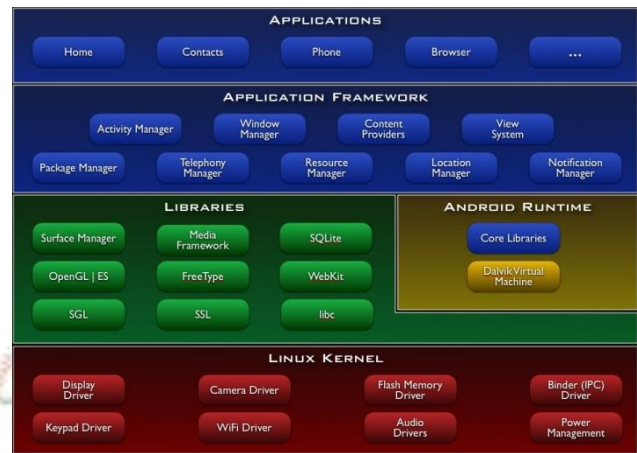 APPLICATIONS
Home
Contacts
Phone
Browser
...
APPLICATION FRAMEWORK
Activity Manager
Window
Manager
Content
Providers
View
System
Package Manager
Telephony
Manager
Resource
Manager
Location
Manager
Notification
Manager
LIBRARIES
Surface Manager
Media
Framework
SQLite
OpenGL | ES
FreeType
WebKit
SGL
SSL
libc
ANDROID RUNTIME
Core Libraries
Dalvik Virtual
Machine
LINUX KERNEL
Display
Driver
Camera Driver
Flash Memory
Driver
Binder (IPC)
Driver
Keypad Driver
WiFi Driver
Audio
Drivers
Power
Management